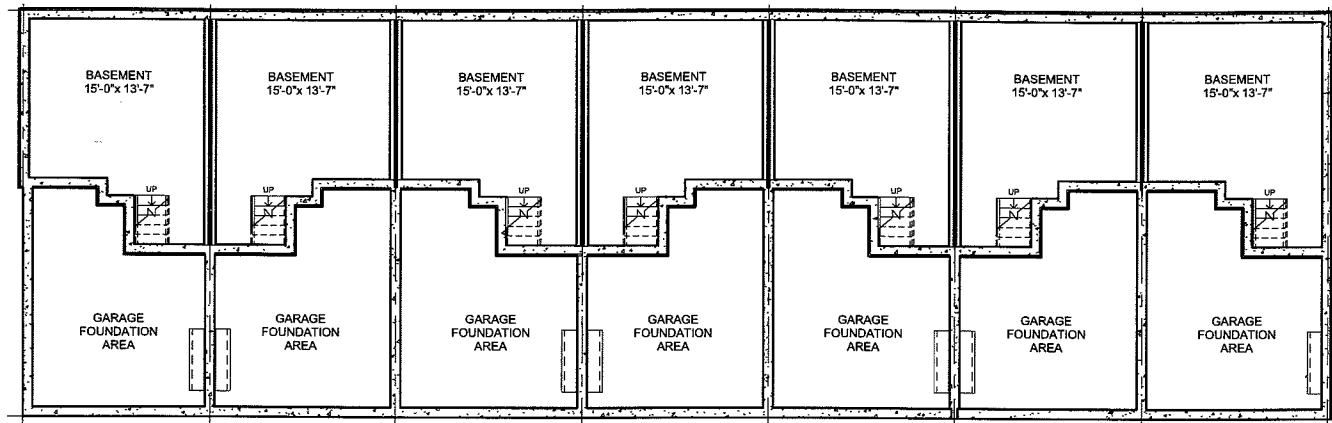 BASEMENT
15'-0"x 13'-7"
BASEMENT
15'-0"x 13'-7"
BASEMENT
15'-0"x 13'-7"
BASEMENT
15'-0"x 13'-7"
BASEMENT
15'-0"x 13'-7"
BASEMENT
15'-0"x 13'-7"
BASEMENT
15'-0"x 13'-7"
UP
UP
UP
UP
UP
UP
UP
GARAGE
FOUNDATION
AREA
GARAGE
FOUNDATION
AREA
GARAGE
FOUNDATION
AREA
GARAGE
FOUNDATION
AREA
GARAGE
FOUNDATION
AREA
GARAGE
FOUNDATION
AREA
GARAGE
FOUNDATION
AREA